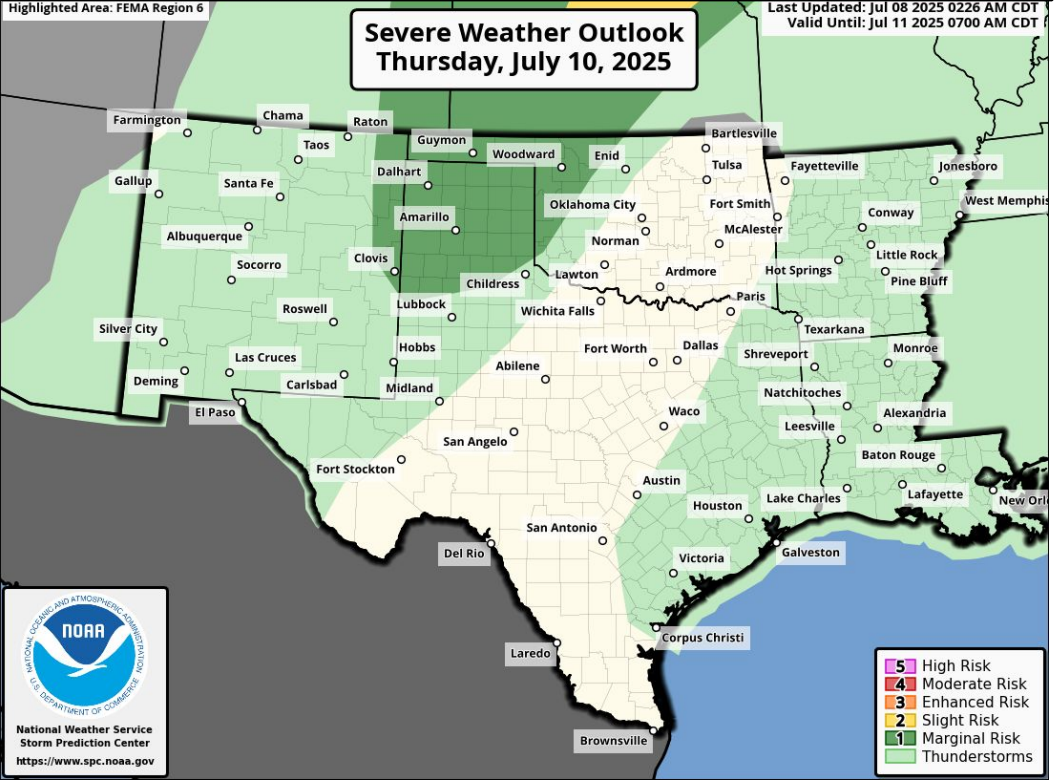 Highlighted Area: FEMA Region 6
Last Updated: Jul 08 2025 0226 AM CDT
Valid Until: Jul 11 2025 0700 AM CDT
Severe Weather Outlook
Thursday, July 10, 2025
Farmington
Chama
Raton
Guymon
Bartlesville
Taos
Woodward
Enid
Tulsa
Fayetteville
Jonesboro
Gallup
Santa Fe
Dalhart
Amarillo
Oklahoma City
Fort Smith
West Memphis
Albuquerque
Norman
McAlester
Conway
Socorro
Clovis
Childress
Lawton
Ardmore
Hot Springs
Little Rock
Pine Bluff
Roswell
Lubbock
Wichita Falls
Paris
Silver City
Las Cruces
Hobbs
Fort Worth
Dallas
Texarkana
Shreveport
Monroe
Deming
Carlsbad
Midland
Abilene
Natchitoches
El Paso
Waco
Leesville
Alexandria
San Angelo
Baton Rouge
Fort Stockton
Austin
Houston
Lake Charles
Lafayette
New Orl
San Antonio
Del Rio
Victoria
Galveston
Laredo
Corpus Christi
Brownsville
NATIONAL OCEANIC AND ATMOSPHERIC ADMINISTRATION
NOAA
U.S. DEPARTMENT OF COMMERCE
National Weather Service
Storm Prediction Center
https://www.spc.noaa.gov
5 High Risk
4 Moderate Risk
3 Enhanced Risk
2 Slight Risk
1 Marginal Risk
Thunderstorms